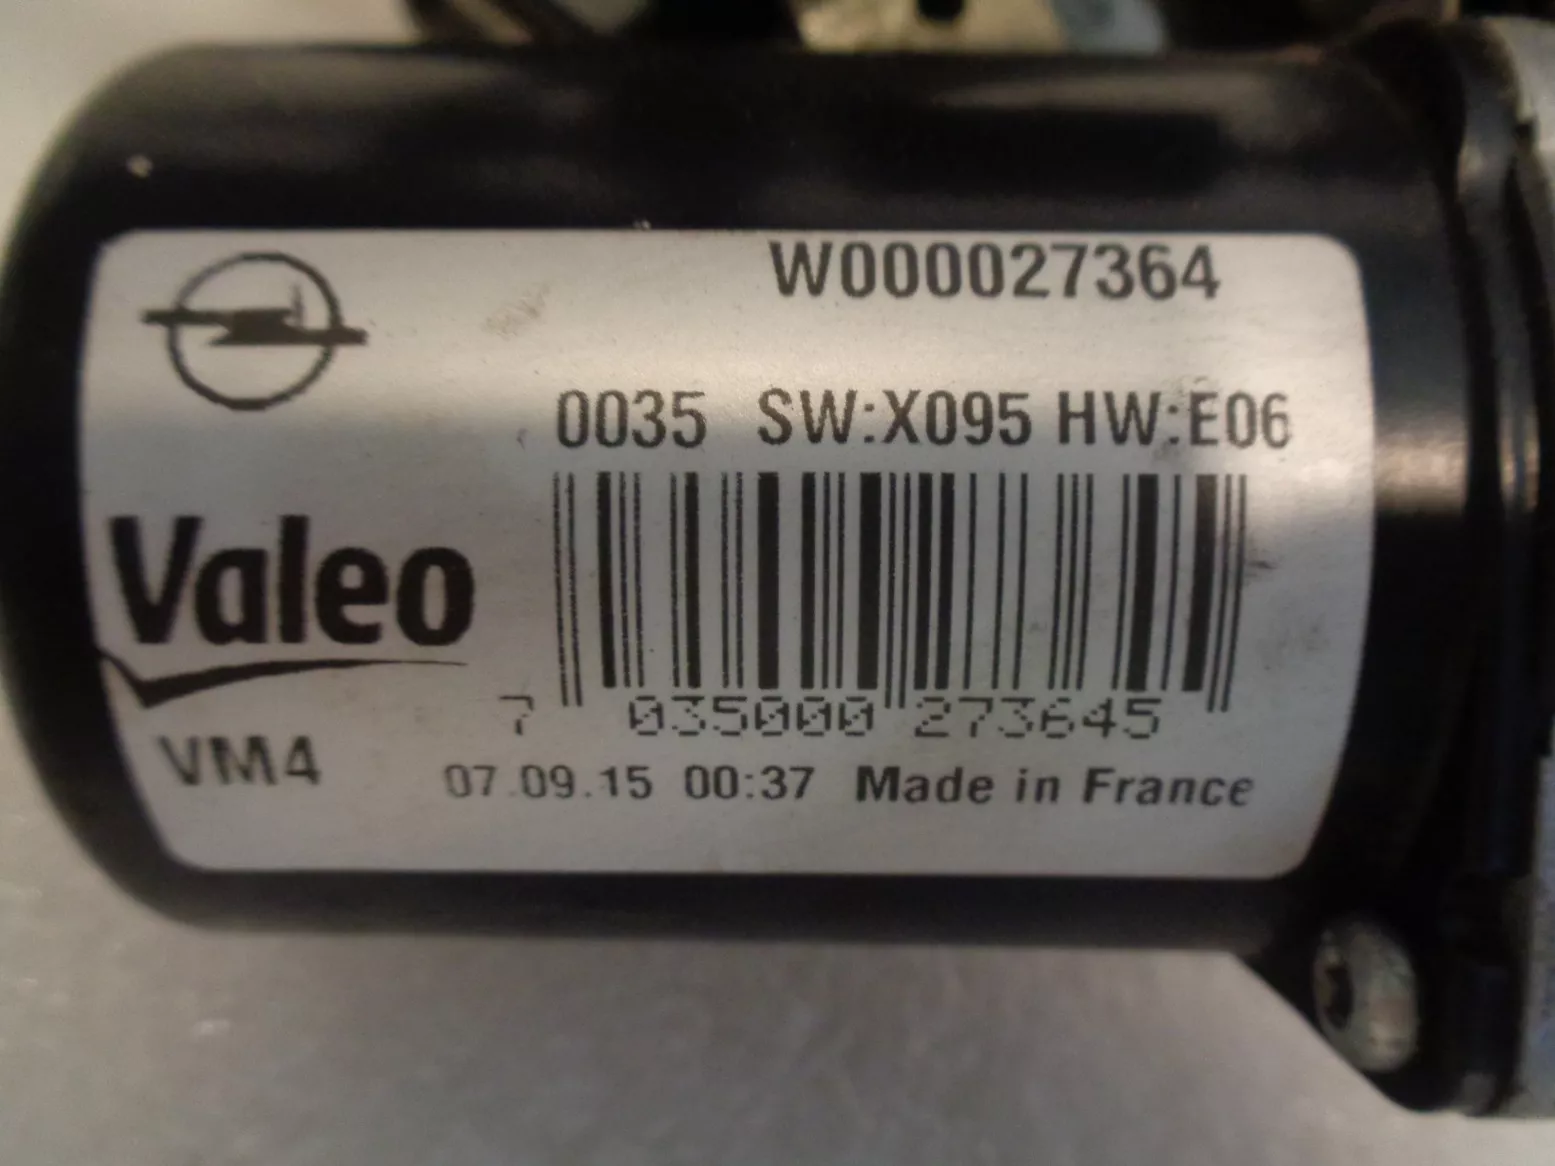 W000027364
0035 SW:X095 HW:E06
Valeo
7 035000 273645
VM4
07.09.15 00:37 Made in France